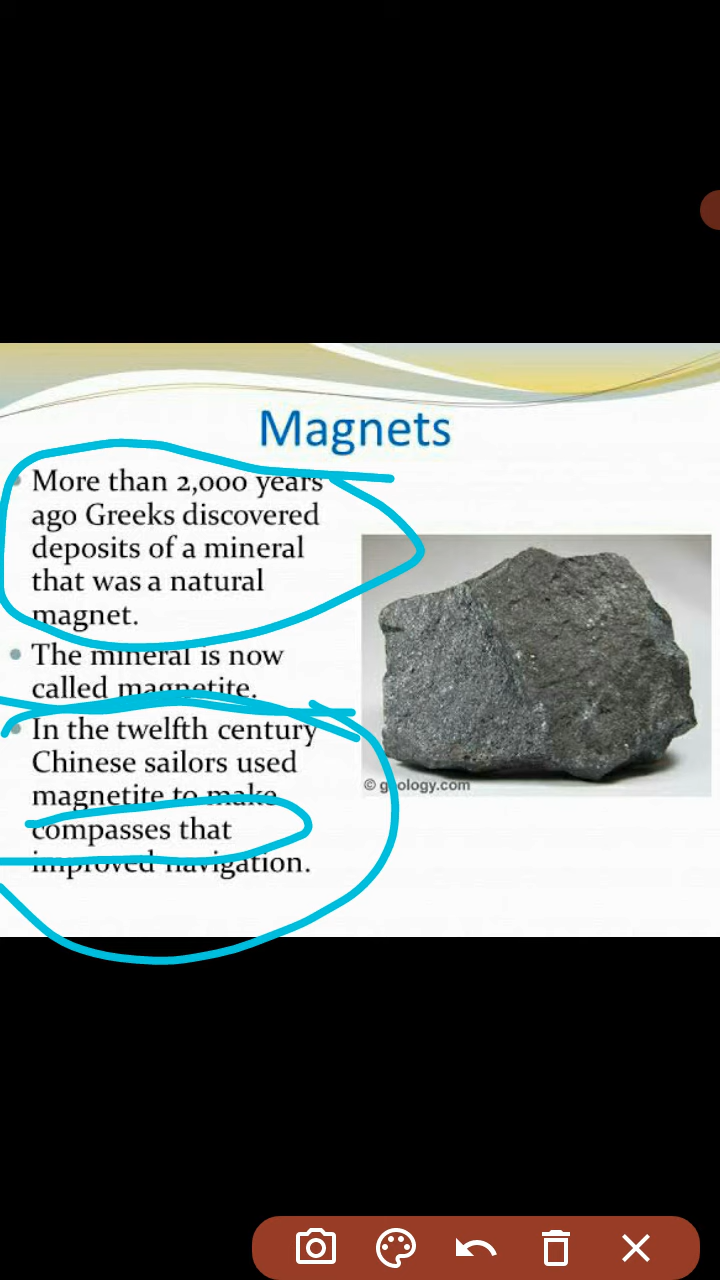 Magnets
More than 2,000 years
ago Greeks discovered
deposits of a mineral
that was a natural
magnet.
The mineral is now
called magnetite.
In the twelfth century
Chinese sailors used
magnetite to make
compasses that
improved navigation.
© geology.com